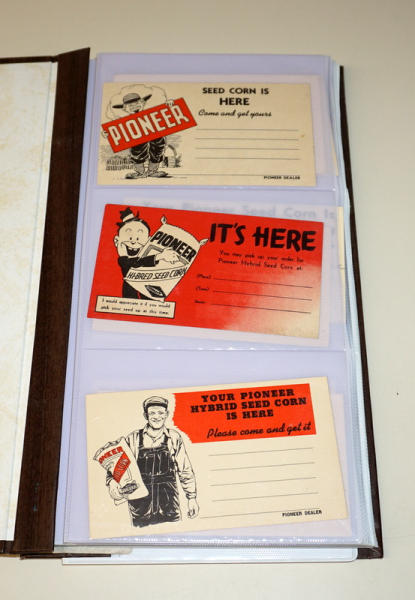 SEED CORN IS
HERE
Come and get yours
PIONEER
PIONEER DEALER
IT'S HERE
You may pick up your order for
Pioneer Hybrid Seed Corn at:
(Place)
(Time)
Date:
PIONEER
HI-BRED SEED CORN
I would appreciate it if you would
pick your seed up at this time.
YOUR PIONEER
HYBRID SEED CORN
IS HERE
Please come and get it
PIONEER DEALER